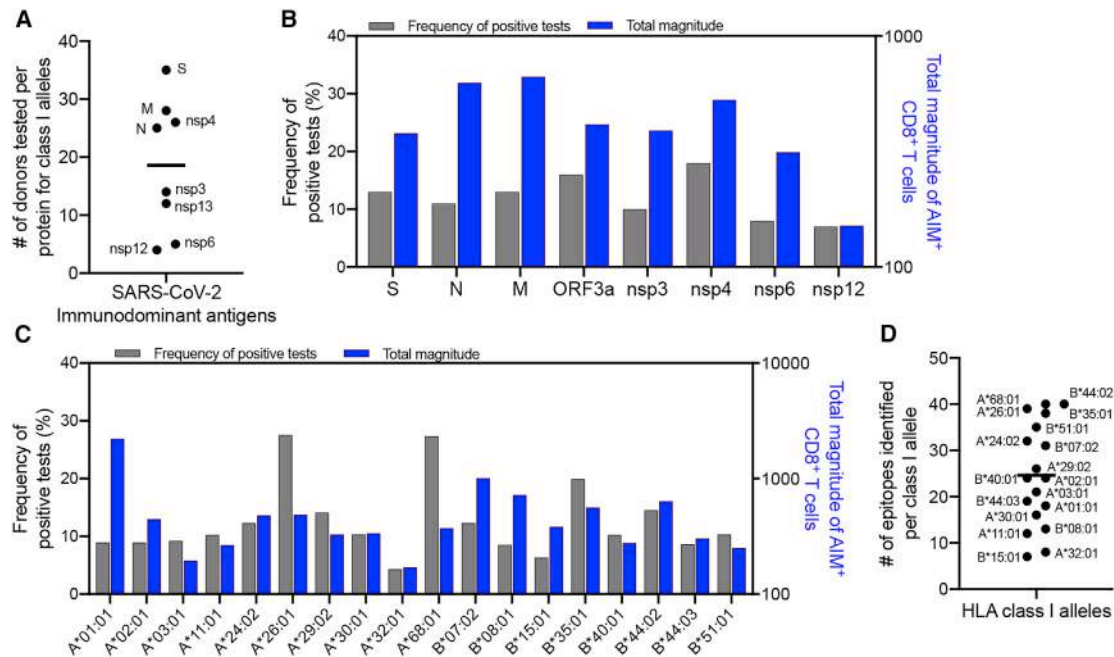 A
# of donors tested per
protein for class I alleles
40
30
20
10
0
S
M
nsp4
N
nsp3
nsp13
nsp12
nsp6
SARS-CoV-2
Immunodominant antigens
B
Frequency of positive tests
Total magnitude
Frequency of
positive tests (%)
40
30
20
10
0
1000
100
Total magnitude of AIM⁺
CD8⁺ T cells
S N M ORF3a nsp3 nsp4 nsp6 nsp12
C
Frequency of positive tests
Total magnitude
Frequency of
positive tests (%)
40
30
20
10
0
10000
1000
100
Total magnitude of AIM⁺
CD8⁺ T cells
A*01:01 A*02:01 A*03:01 A*11:01 A*24:02 A*26:01 A*29:02 A*30:01 A*32:01 A*68:01 B*07:02 B*08:01 B*15:01 B*35:01 B*40:01 B*44:02 B*44:03 B*51:01
D
# of epitopes identified
per class I allele
50
40
30
20
10
0
B*44:02
A*68:01
A*26:01
B*35:01
B*51:01
A*24:02
B*07:02
A*29:02
B*40:01
A*02:01
A*03:01
B*44:03
A*01:01
A*30:01
B*08:01
A*11:01
A*32:01
B*15:01
HLA class I alleles